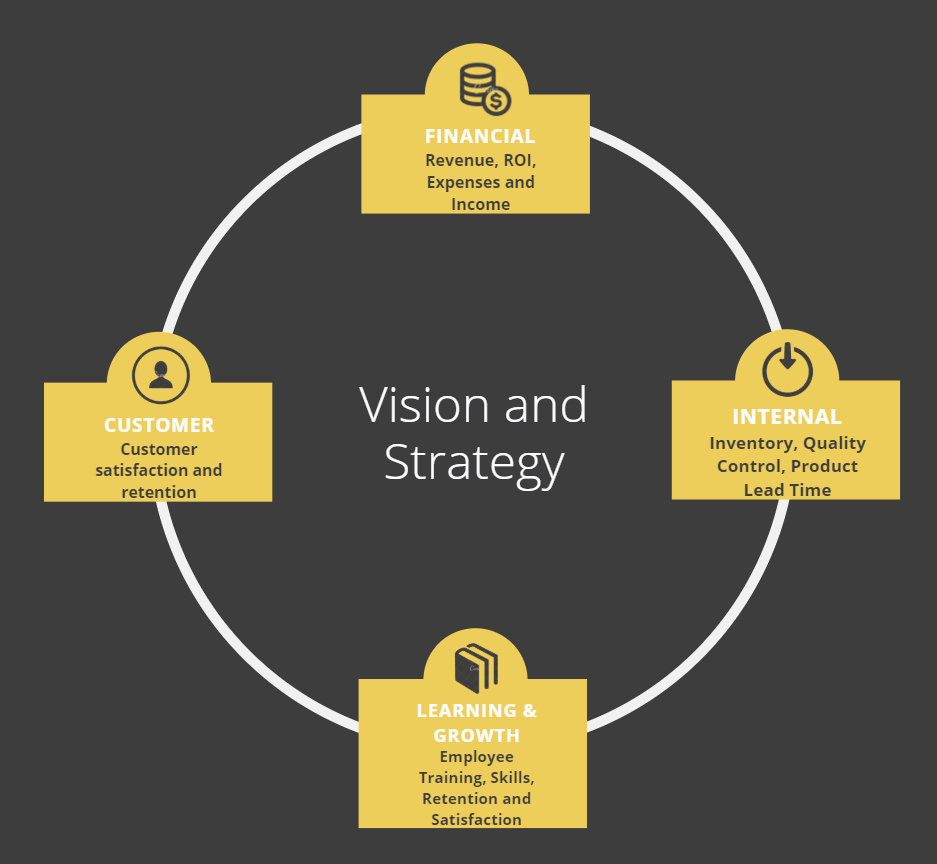 FINANCIAL
Revenue, ROI,
Expenses and
Income
CUSTOMER
Customer
satisfaction and
retention
Vision and
Strategy
INTERNAL
Inventory, Quality
Control, Product
Lead Time
LEARNING &
GROWTH
Employee
Training, Skills,
Retention and
Satisfaction